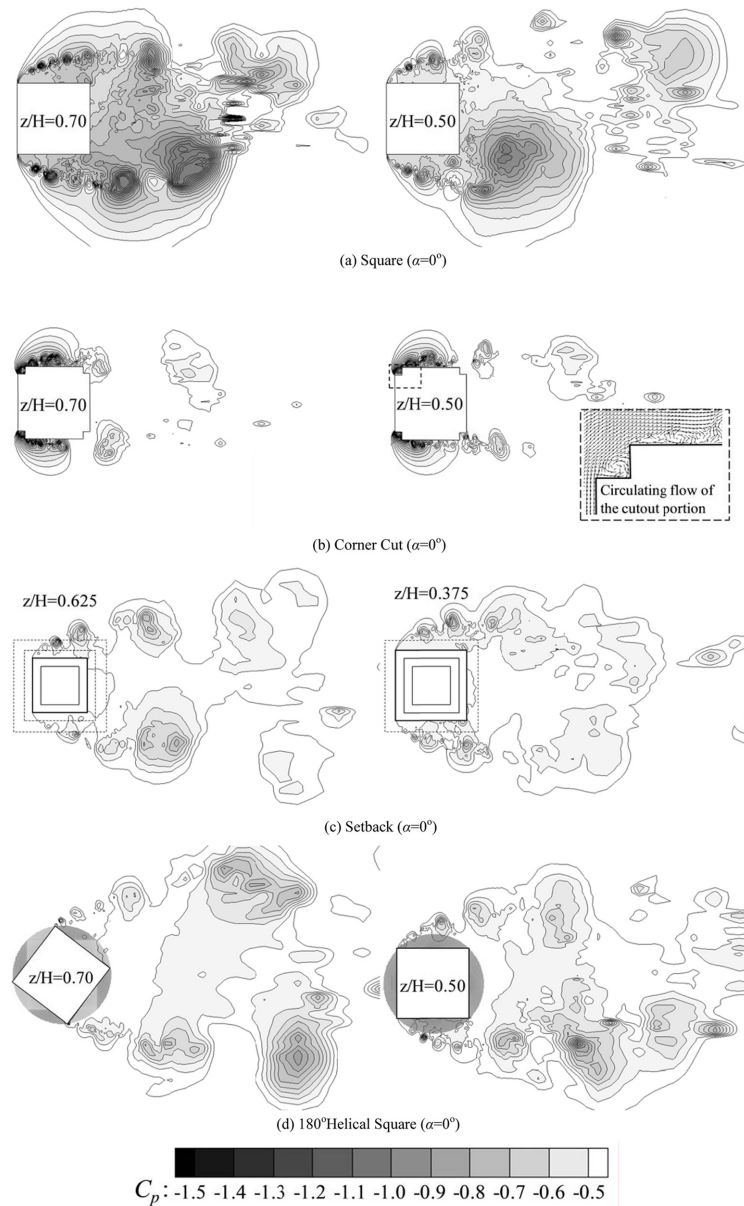 z/H=0.70 z/H=0.50
(a) Square (α=0°)
z/H=0.70 z/H=0.50
Circulating flow of
the cutout portion
(b) Corner Cut (α=0°)
z/H=0.625 z/H=0.375
(c) Setback (α=0°)
z/H=0.70 z/H=0.50
(d) 180°Helical Square (α=0°)
Cp: -1.5 -1.4 -1.3 -1.2 -1.1 -1.0 -0.9 -0.8 -0.7 -0.6 -0.5